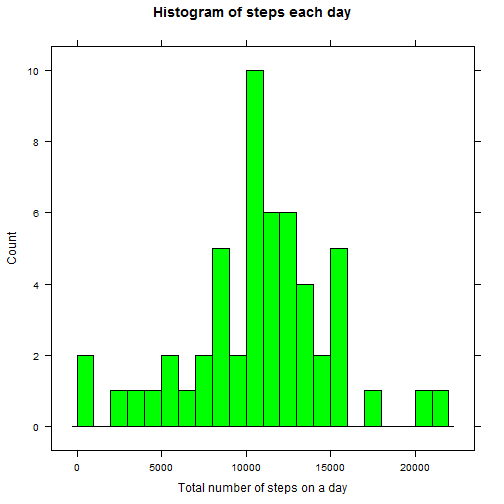 Histogram of steps each day
10
8
6
4
2
0
Count
0 5000 10000 15000 20000
Total number of steps on a day